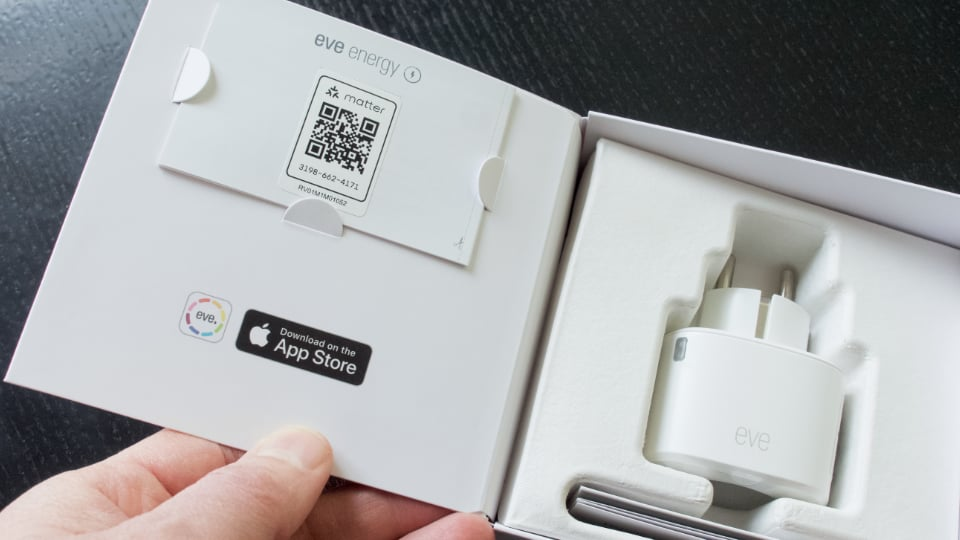 eve energy
matter
3198-662-4171
RV01M1M01052
eve.
Download on the
App Store
eve